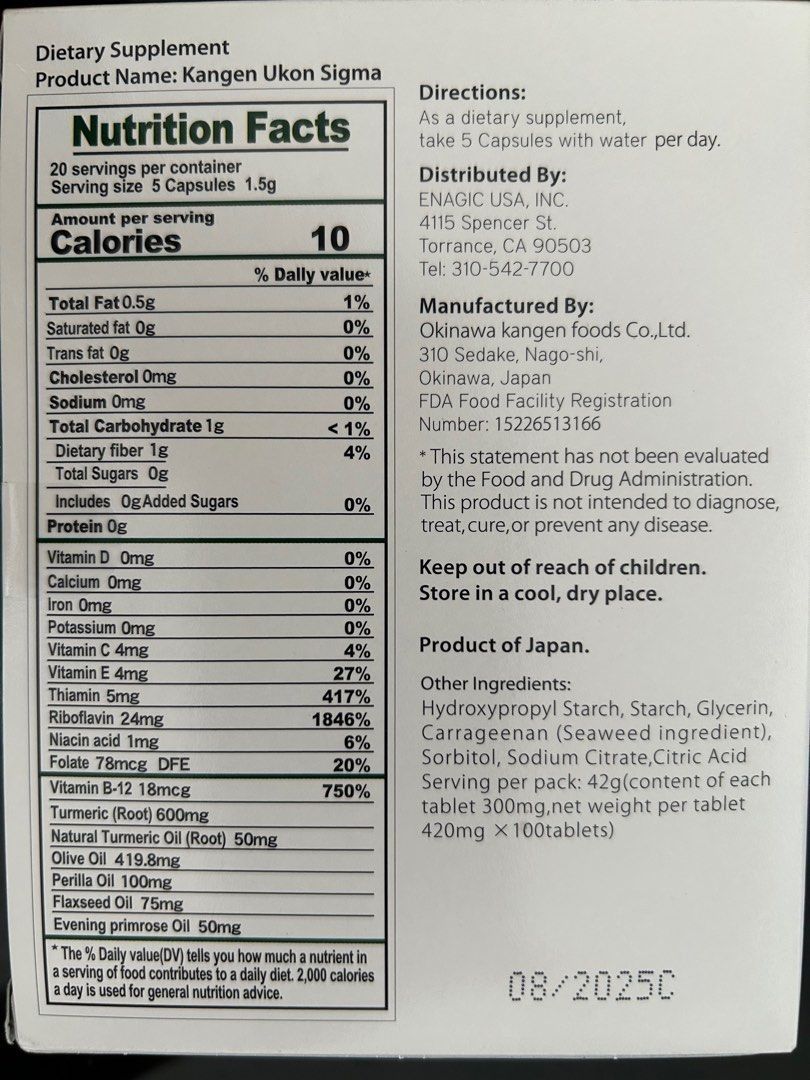 Dietary Supplement
Product Name: Kangen Ukon Sigma
Nutrition Facts
20 servings per container
Serving size 5 Capsules 1.5g
Amount per serving
Calories 10
% Daily value*
Total Fat 0.5g 1%
Saturated fat 0g 0%
Trans fat 0g 0%
Cholesterol 0mg 0%
Sodium 0mg 0%
Total Carbohydrate 1g < 1%
Dietary fiber 1g 4%
Total Sugars 0g
Includes 0g Added Sugars 0%
Protein 0g
Vitamin D 0mg 0%
Calcium 0mg 0%
Iron 0mg 0%
Potassium 0mg 0%
Vitamin C 4mg 4%
Vitamin E 4mg 27%
Thiamin 5mg 417%
Riboflavin 24mg 1846%
Niacin acid 1mg 6%
Folate 78mcg DFE 20%
Vitamin B-12 18mcg 750%
Turmeric (Root) 600mg
Natural Turmeric Oil (Root) 50mg
Olive Oil 419.8mg
Perilla Oil 100mg
Flaxseed Oil 75mg
Evening primrose Oil 50mg
* The % Daily value(DV) tells you how much a nutrient in
a serving of food contributes to a daily diet. 2,000 calories
a day is used for general nutrition advice.
Directions:
As a dietary supplement,
take 5 Capsules with water per day.
Distributed By:
ENAGIC USA, INC.
4115 Spencer St.
Torrance, CA 90503
Tel: 310-542-7700
Manufactured By:
Okinawa kangen foods Co.,Ltd.
310 Sedake, Nago-shi,
Okinawa, Japan
FDA Food Facility Registration
Number: 15226513166
* This statement has not been evaluated
by the Food and Drug Administration.
This product is not intended to diagnose,
treat,cure,or prevent any disease.
Keep out of reach of children.
Store in a cool, dry place.
Product of Japan.
Other Ingredients:
Hydroxypropyl Starch, Starch, Glycerin,
Carrageenan (Seaweed ingredient),
Sorbitol, Sodium Citrate,Citric Acid
Serving per pack: 42g(content of each
tablet 300mg,net weight per tablet
420mg ×100tablets)
08/2025C